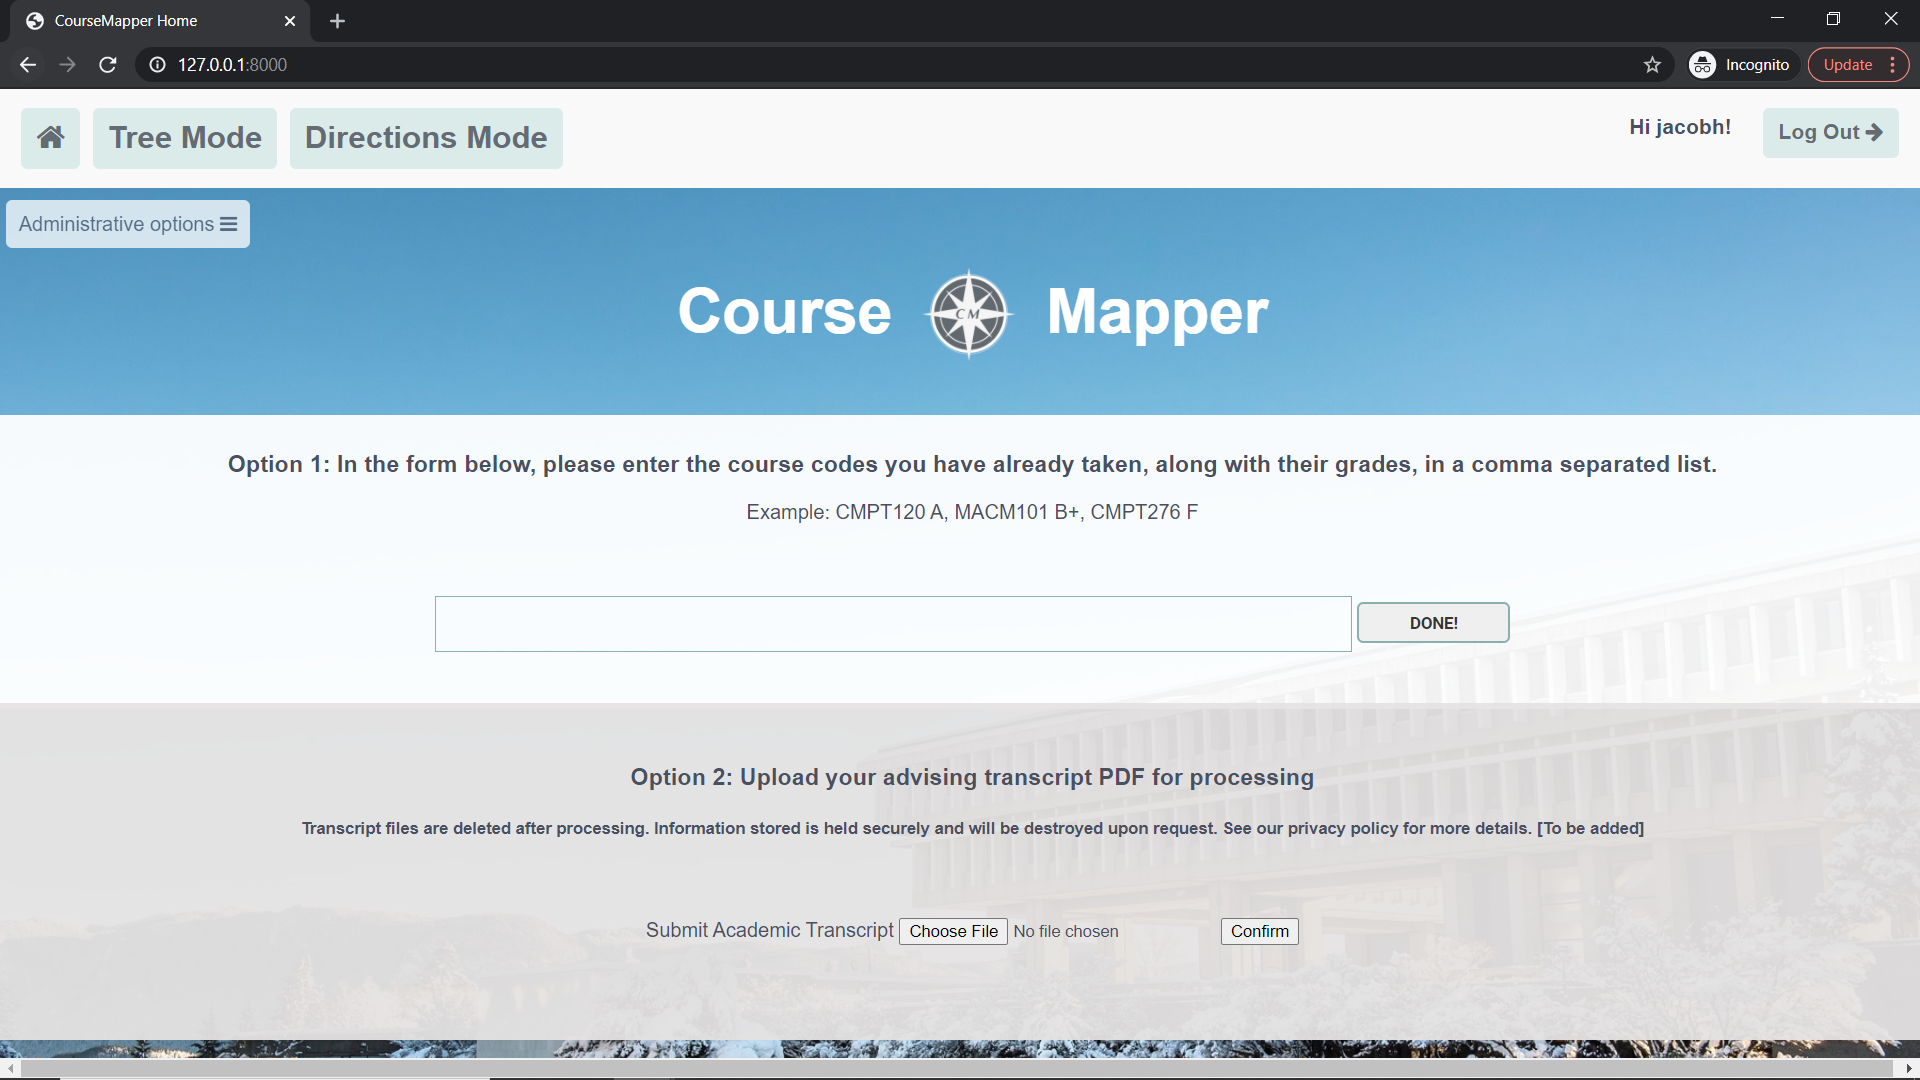 CourseMapper Home
127.0.0.1:8000
Incognito
Update
Tree Mode
Directions Mode
Hi jacobh!
Log Out
Administrative options
Course CM Mapper
Option 1: In the form below, please enter the course codes you have already taken, along with their grades, in a comma separated list.
Example: CMPT120 A, MACM101 B+, CMPT276 F
DONE!
Option 2: Upload your advising transcript PDF for processing
Transcript files are deleted after processing. Information stored is held securely and will be destroyed upon request. See our privacy policy for more details. [To be added]
Submit Academic Transcript Choose File No file chosen Confirm